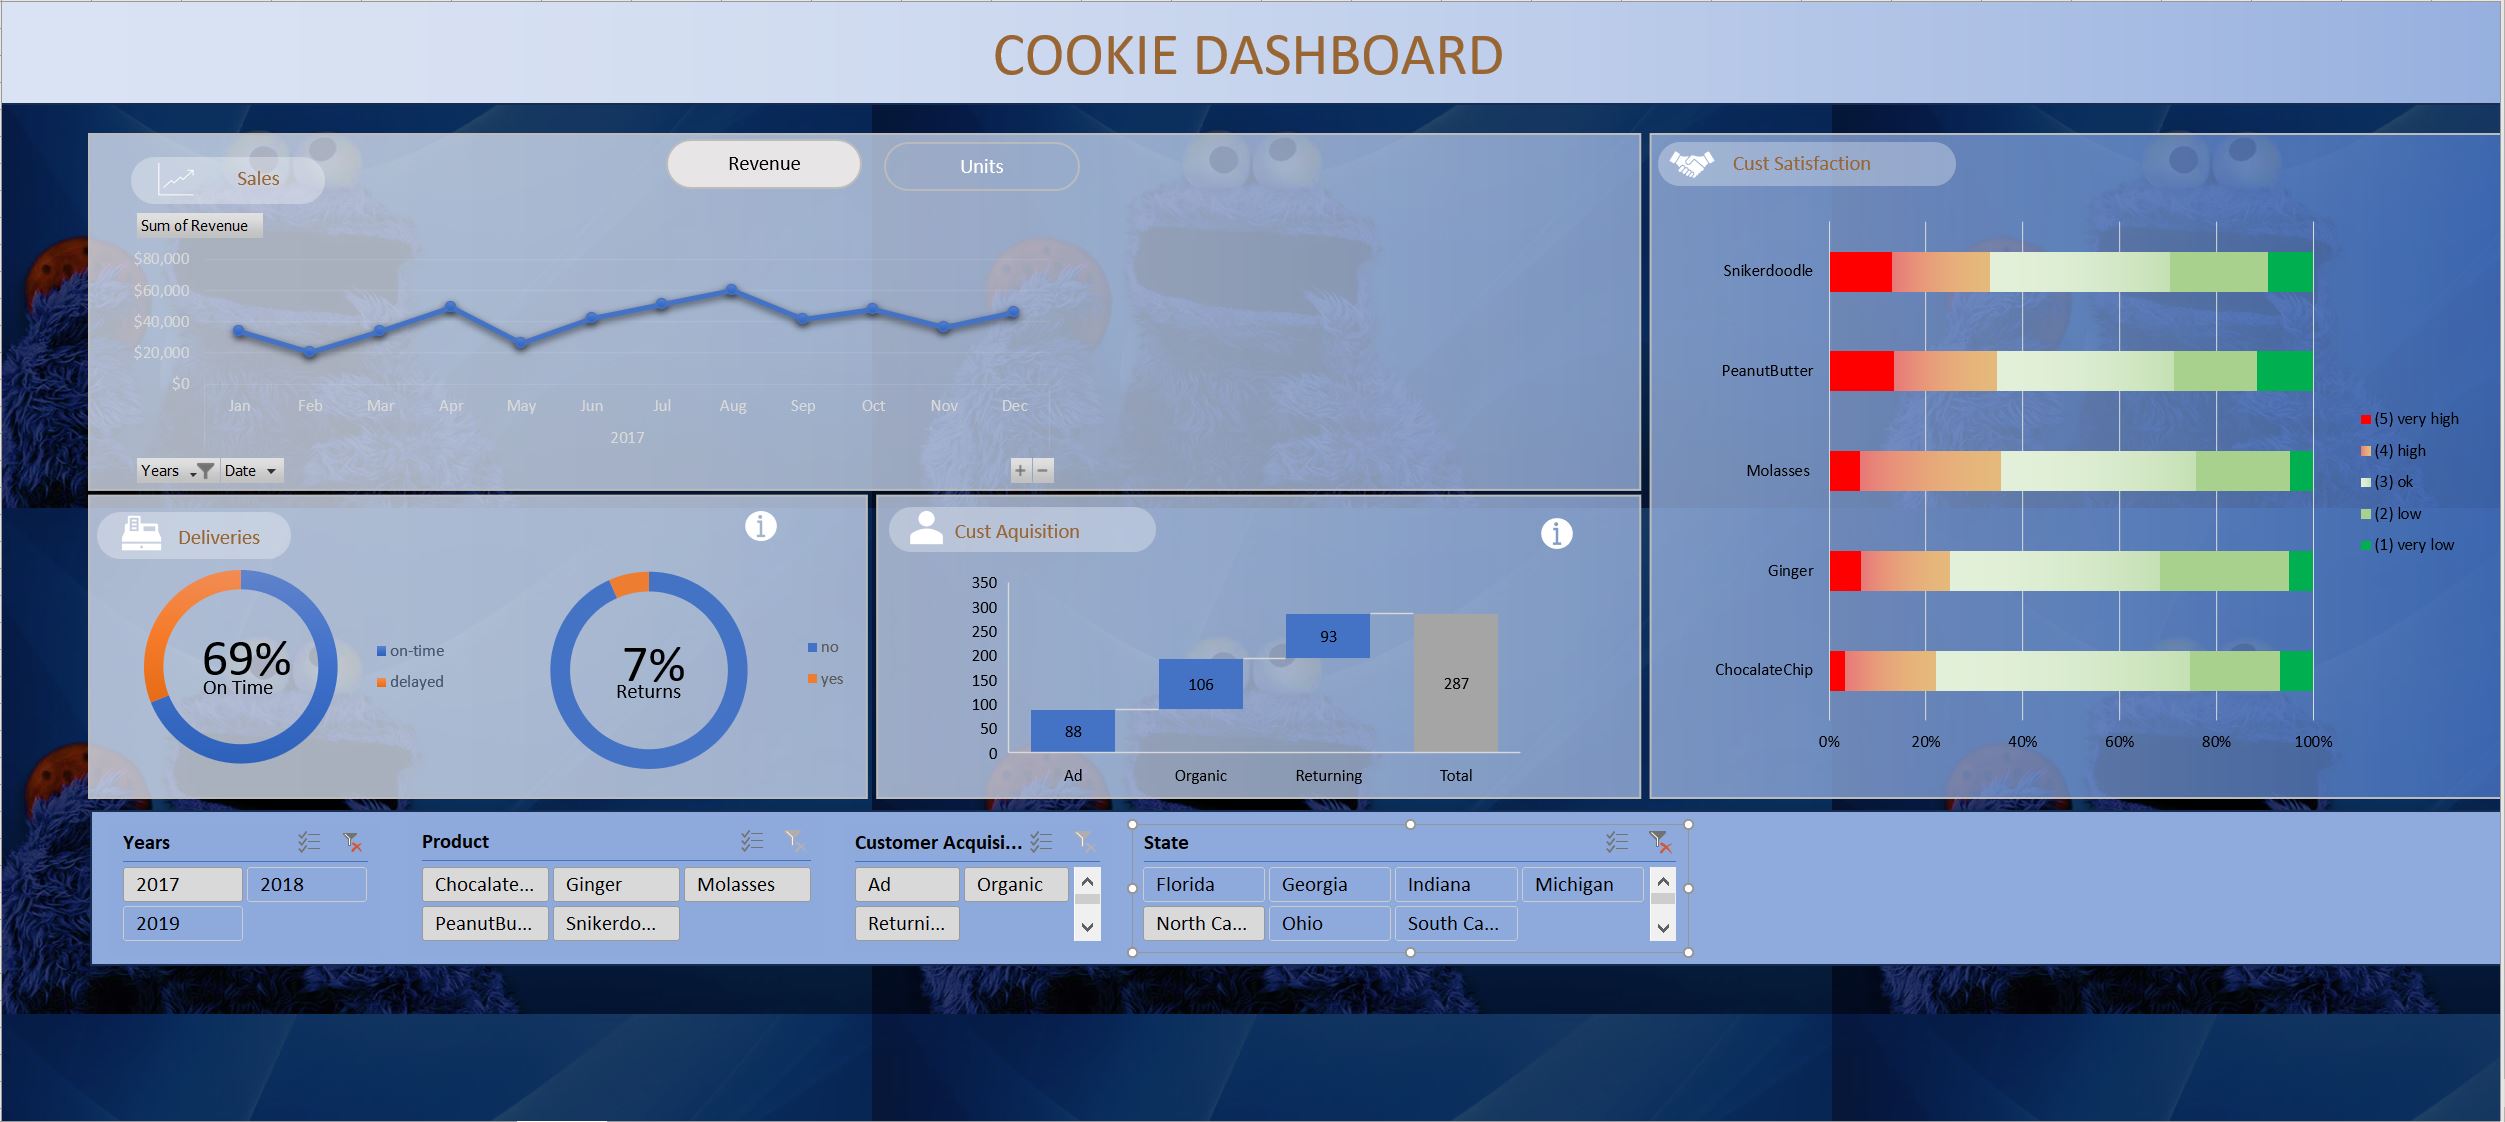 COOKIE DASHBOARD
Sales
Revenue
Units
Sum of Revenue
$80,000
$60,000
$40,000
$20,000
$0
Jan Feb Mar Apr May Jun Jul Aug Sep Oct Nov Dec
2017
Years Date
+ −
Cust Satisfaction
Snikerdoodle
PeanutButter
Molasses
Ginger
ChocalateChip
0% 20% 40% 60% 80% 100%
(5) very high
(4) high
(3) ok
(2) low
(1) very low
Deliveries
i
69%
On Time
on-time
delayed
7%
Returns
no
yes
Cust Aquisition
i
350
300
250
200
150
100
50
0
88
106
93
287
Ad Organic Returning Total
Years
2017 2018
2019
Product
Chocalate... Ginger Molasses
PeanutBu... Snikerdo...
Customer Acquisi...
Ad Organic
Returni...
State
Florida Georgia Indiana Michigan
North Ca... Ohio South Ca...